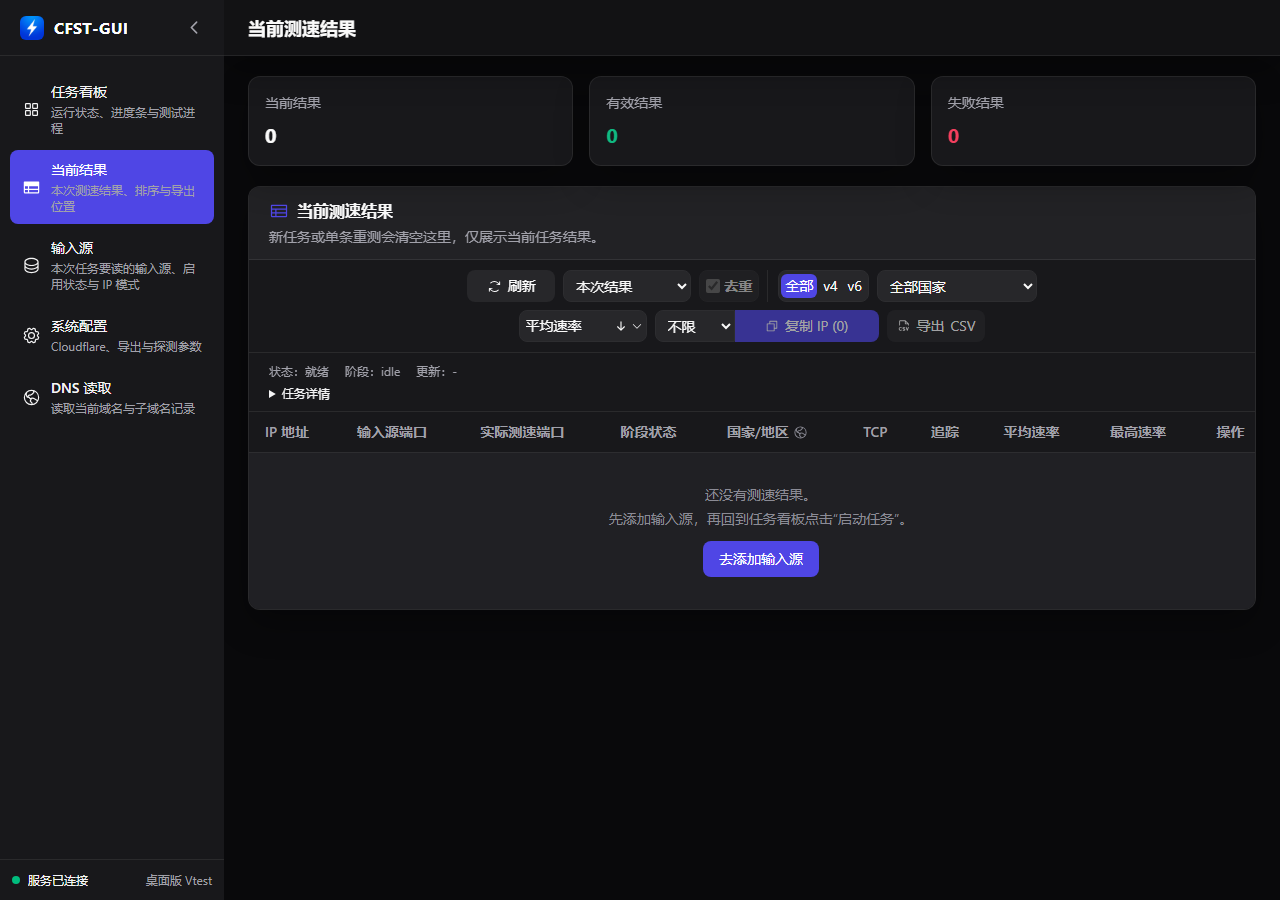 CFST-GUI
当前测速结果
任务看板
运行状态、进度条与测试进
程
当前结果
本次测速结果、排序与导出
位置
输入源
本次任务要读的输入源、启
用状态与 IP 模式
系统配置
Cloudflare、导出与探测参数
DNS 读取
读取当前域名与子域名记录
服务已连接
桌面版 Vtest
当前结果
0
有效结果
0
失败结果
0
当前测速结果
新任务或单条重测会清空这里，仅展示当前任务结果。
刷新 本次结果 去重 全部 v4 v6 全部国家
平均速率 不限 复制 IP (0) 导出 CSV
状态：就绪 阶段：idle 更新：-
任务详情
IP 地址 输入源端口 实际测速端口 阶段状态 国家/地区 TCP 追踪 平均速率 最高速率 操作
还没有测速结果。
先添加输入源，再回到任务看板点击“启动任务”。
去添加输入源